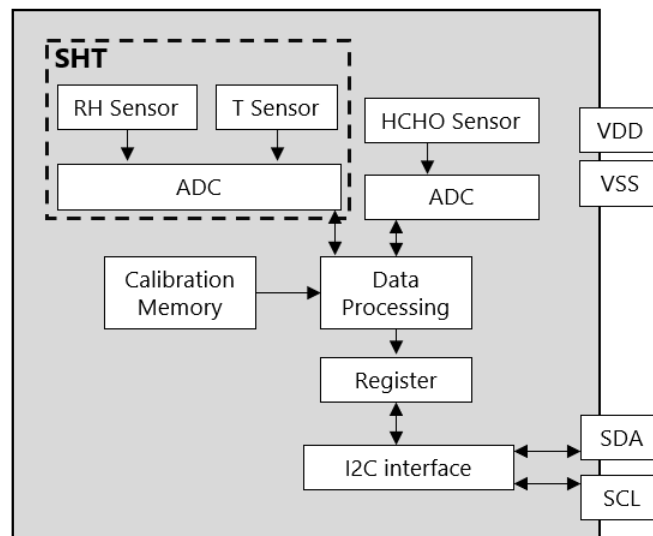 SHT
RH Sensor
T Sensor
HCHO Sensor
VDD
ADC
VSS
ADC
Calibration
Memory
Data
Processing
Register
SDA
I2C interface
SCL